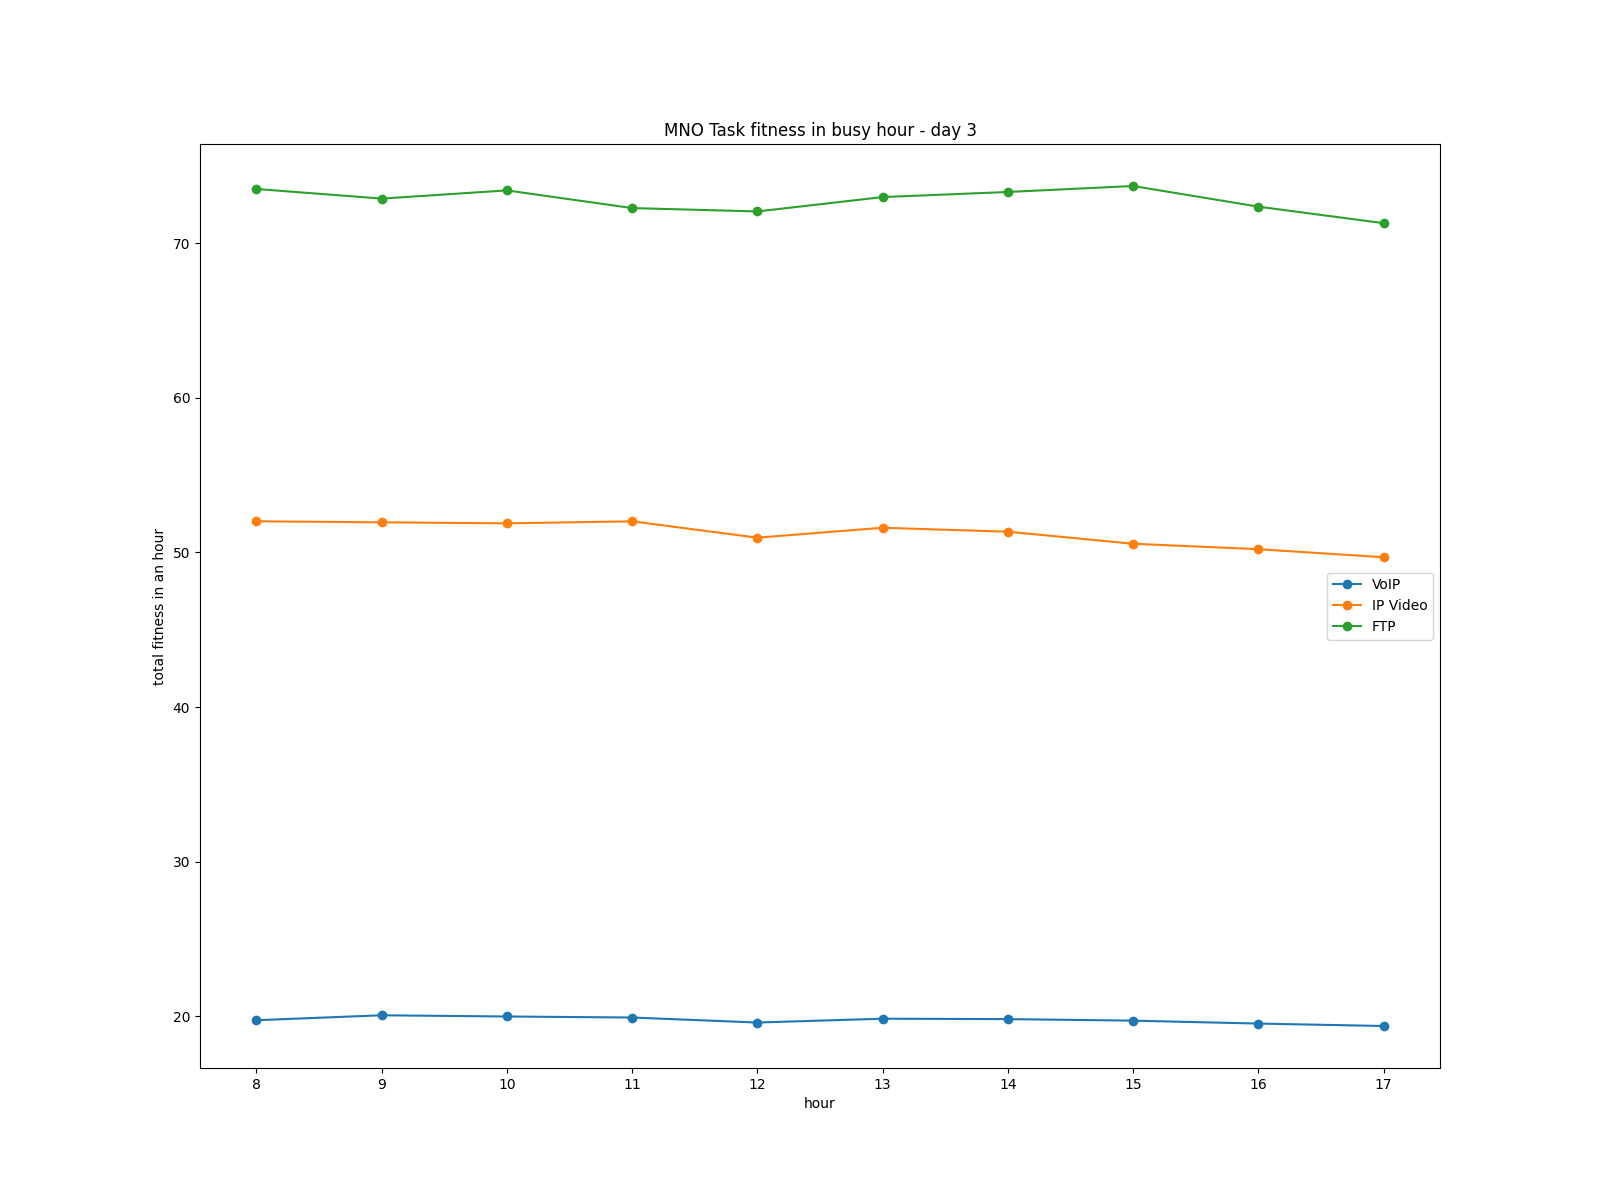 MNO Task fitness in busy hour - day 3
total fitness in an hour
70
60
50
40
30
20
VoIP
IP Video
FTP
8 9 10 11 12 13 14 15 16 17
hour